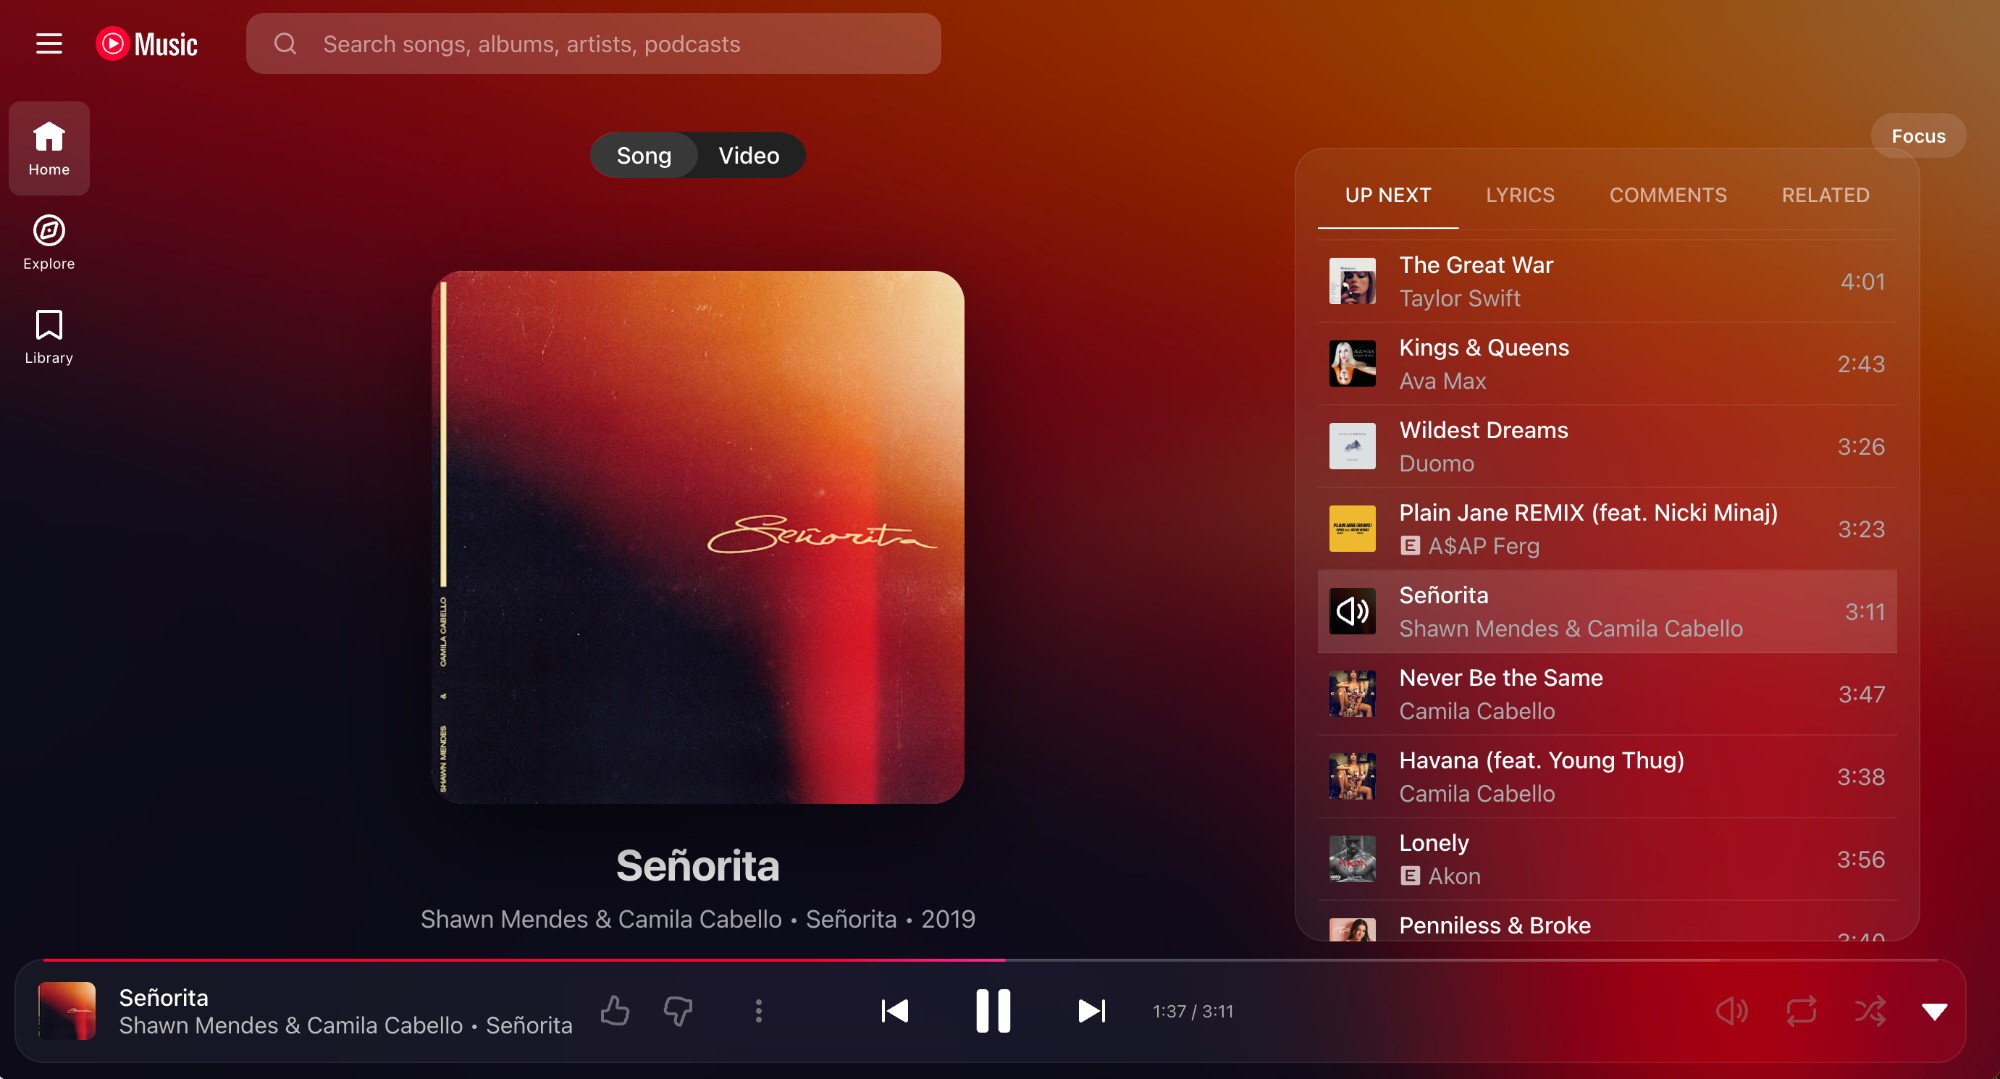 Music
Search songs, albums, artists, podcasts
Home
Explore
Library
Song
Video
Señorita
SHAWN MENDES & CAMILA CABELLO
Señorita
Shawn Mendes & Camila Cabello • Señorita • 2019
Focus
UP NEXT
LYRICS
COMMENTS
RELATED
The Great War
Taylor Swift
4:01
Kings & Queens
Ava Max
2:43
Wildest Dreams
Duomo
3:26
Plain Jane REMIX (feat. Nicki Minaj)
E A$AP Ferg
3:23
Señorita
Shawn Mendes & Camila Cabello
3:11
Never Be the Same
Camila Cabello
3:47
Havana (feat. Young Thug)
Camila Cabello
3:38
Lonely
E Akon
3:56
Penniless & Broke
Señorita
Shawn Mendes & Camila Cabello • Señorita
1:37 / 3:11